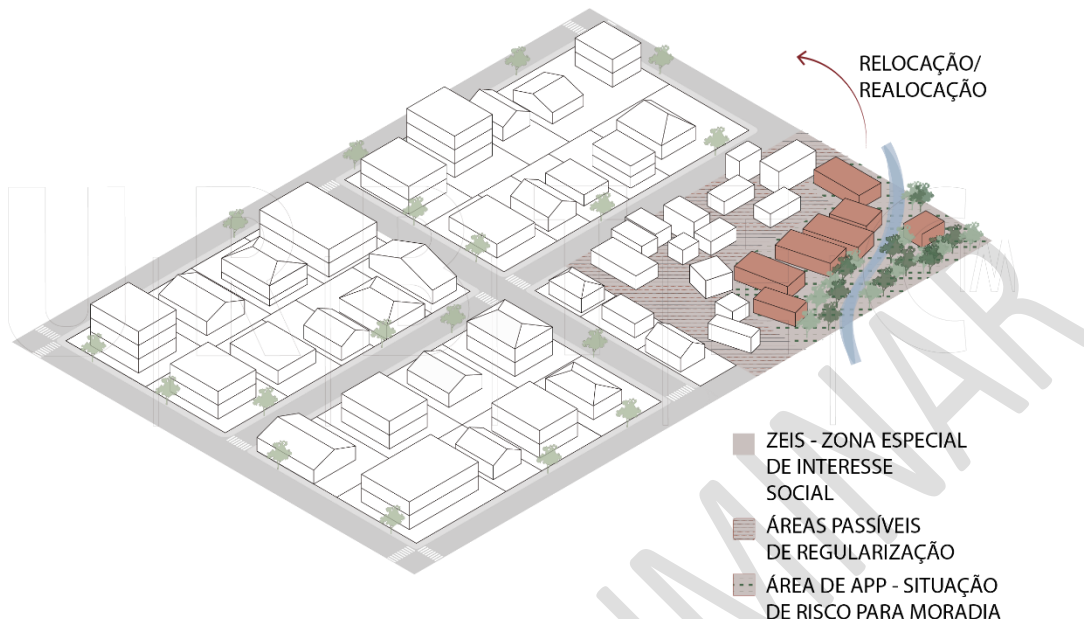 RELOCAÇÃO/
REALOCAÇÃO
ZEIS - ZONA ESPECIAL
DE INTERESSE
SOCIAL
ÁREAS PASSÍVEIS
DE REGULARIZAÇÃO
ÁREA DE APP - SITUAÇÃO
DE RISCO PARA MORADIA